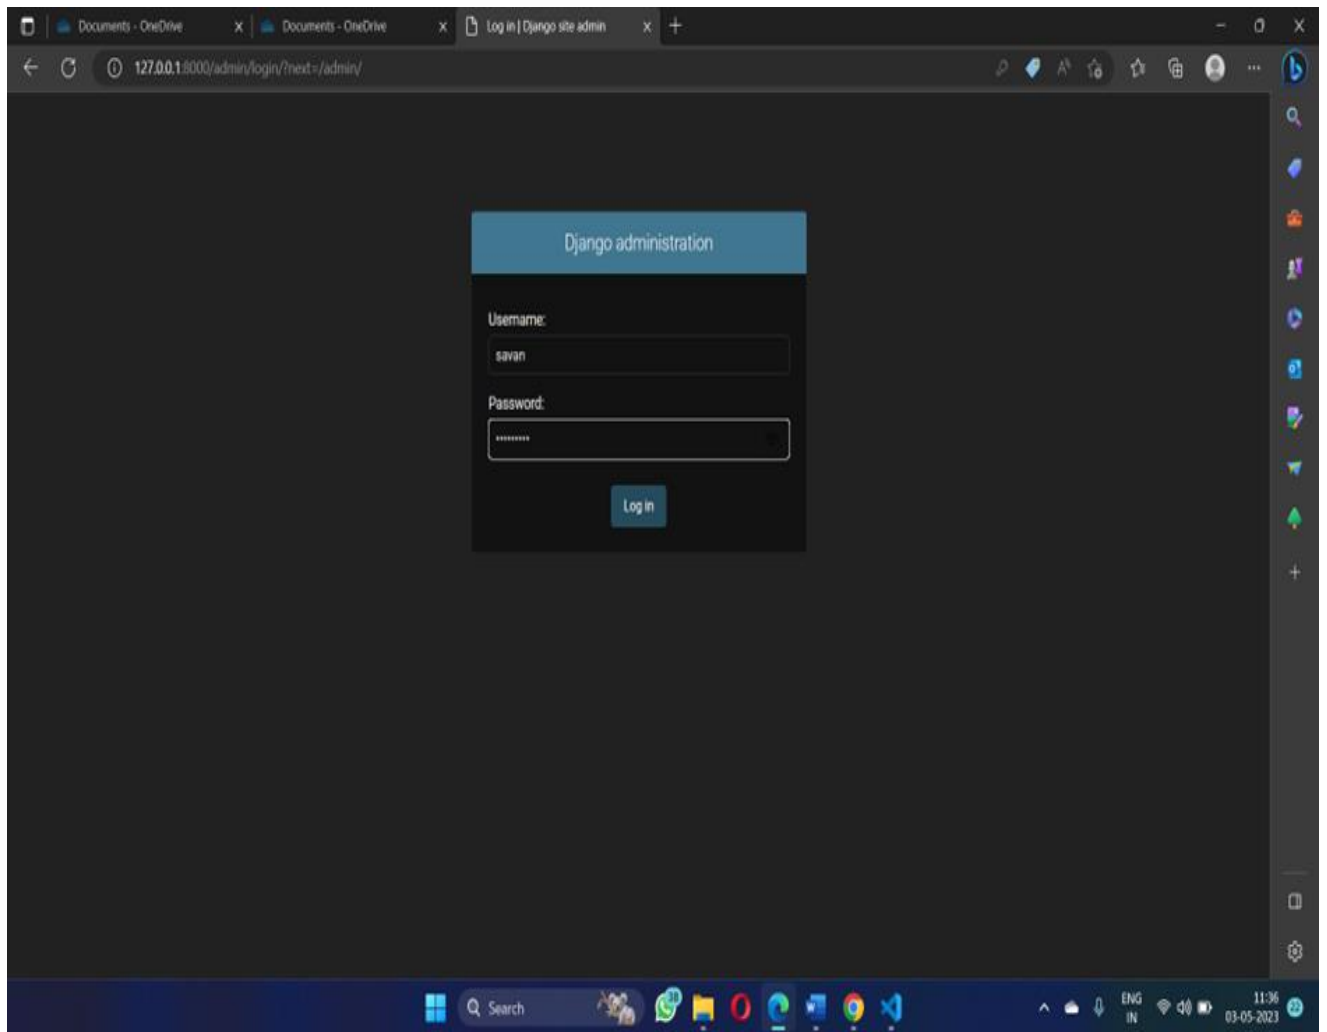 Documents - OneDrive
Documents - OneDrive
Log in | Django site admin
127.0.0.1:8000/admin/login/?next=/admin/
Django administration
Username:
savan
Password:
•••••••••
Log in
Search
ENG
IN
11:36
03-05-2023